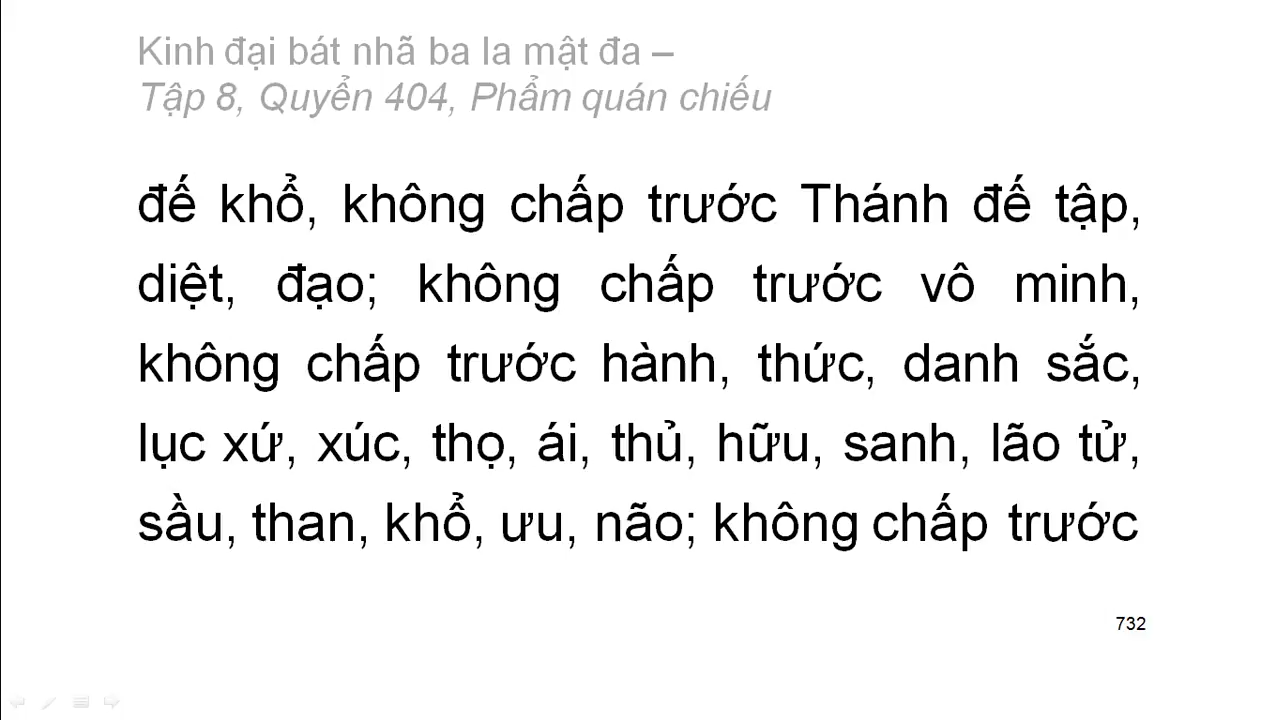 Kinh đại bát nhã ba la mật đa –
Tập 8, Quyển 404, Phẩm quán chiếu
đế khổ, không chấp trước Thánh đế tập,
diệt, đạo; không chấp trước vô minh,
không chấp trước hành, thức, danh sắc,
lục xứ, xúc, thọ, ái, thủ, hữu, sanh, lão tử,
sầu, than, khổ, ưu, não; không chấp trước
732